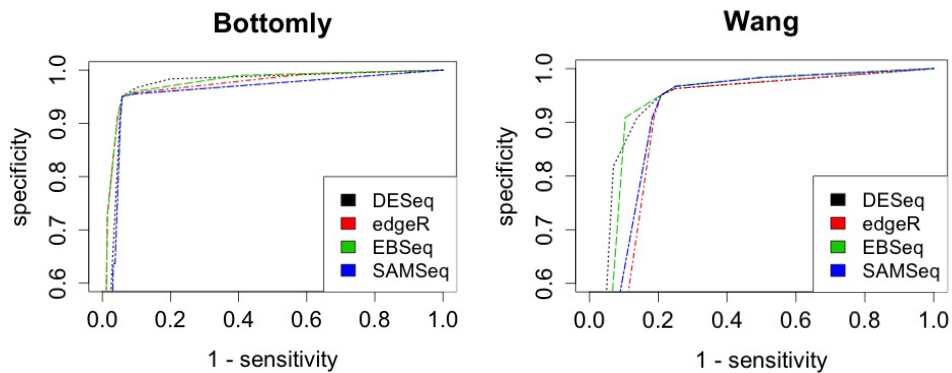 Bottomly
specificity
0.6 0.7 0.8 0.9 1.0
DESeq
edgeR
EBSeq
SAMSeq
0.0 0.2 0.4 0.6 0.8 1.0
1 - sensitivity
Wang
specificity
0.6 0.7 0.8 0.9 1.0
DESeq
edgeR
EBSeq
SAMSeq
0.0 0.2 0.4 0.6 0.8 1.0
1 - sensitivity